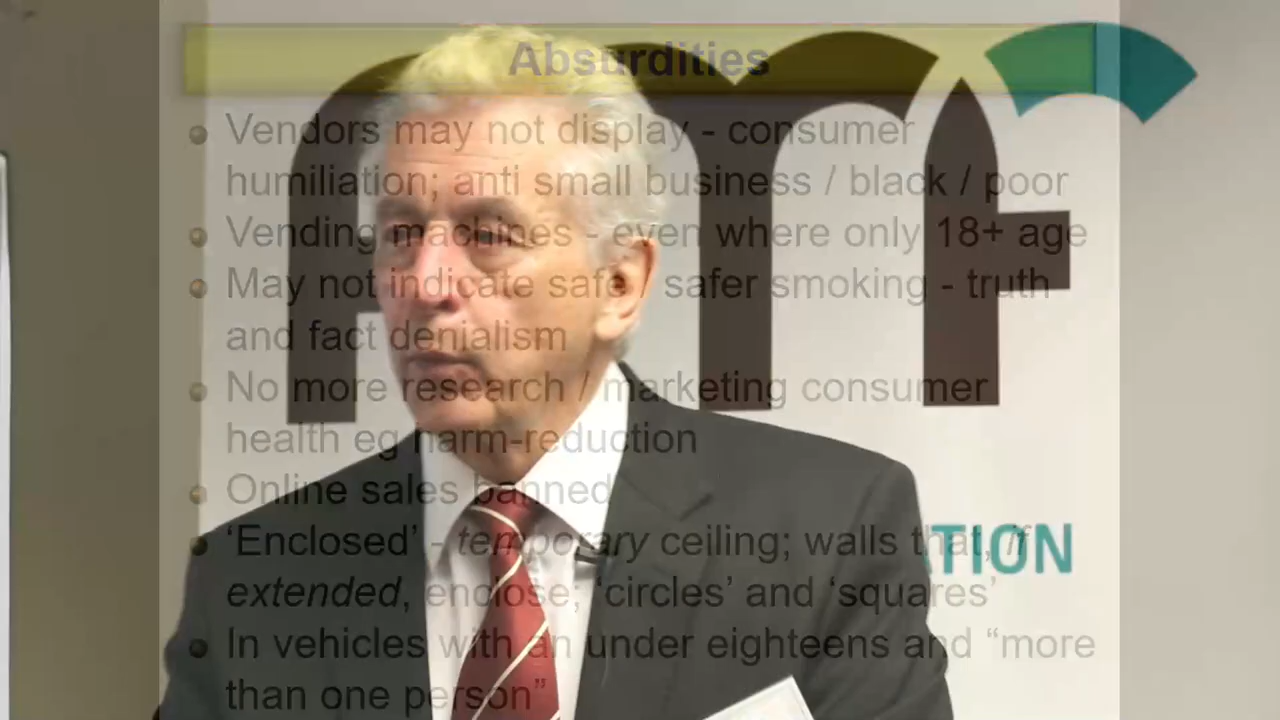 Absurdities
Vendors may not display - consumer
humiliation; anti small business / black / poor
Vending machines - even where only 18+ age
May not indicate safe / safer smoking - truth
and fact denialism
No more research / marketing consumer
health eg harm-reduction
Online sales banned
‘Enclosed’ - temporary ceiling; walls that, if
extended, enclose; ‘circles’ and ‘squares’
In vehicles with an under eighteens and “more
than one person”
fmf
ATION